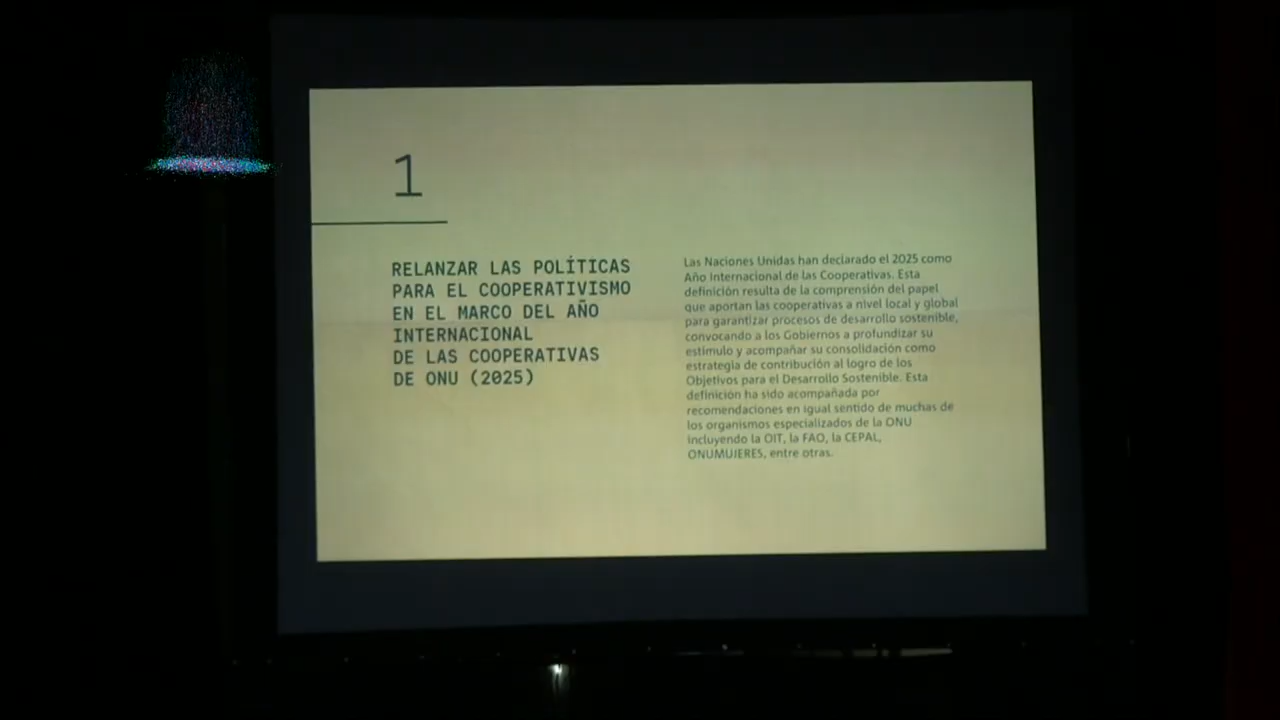 1
RELANZAR LAS POLÍTICAS
PARA EL COOPERATIVISMO
EN EL MARCO DEL AÑO
INTERNACIONAL
DE LAS COOPERATIVAS
DE ONU (2025)
Las Naciones Unidas han declarado el 2025 como
Año Internacional de las Cooperativas. Esta
definición resulta de la comprensión del papel
que aportan las cooperativas a nivel local y global
para garantizar procesos de desarrollo sostenible,
convocando a los Gobiernos a profundizar su
estímulo y acompañar su consolidación como
estrategia de contribución al logro de los
Objetivos para el Desarrollo Sostenible. Esta
definición ha sido acompañada por
recomendaciones en igual sentido de muchas de
los organismos especializados de la ONU
incluyendo la OIT, la FAO, la CEPAL,
ONUMUJERES, entre otras.